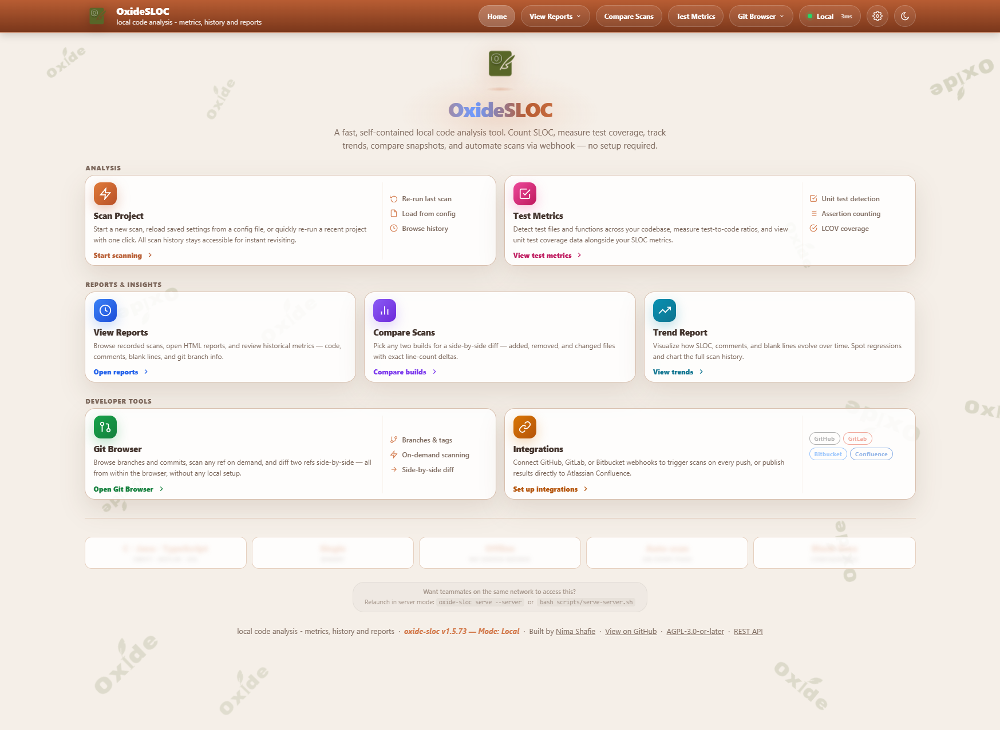 OxideSLOC
local code analysis - metrics, history and reports
Home
View Reports
Compare Scans
Test Metrics
Git Browser
Local 3ms
oxide
oxide
oxide
OxideSLOC
A fast, self-contained local code analysis tool. Count SLOC, measure test coverage, track
trends, compare snapshots, and automate scans via webhook — no setup required.
ANALYSIS
Scan Project
Start a new scan, reload saved settings from a config file, or quickly re-run a recent project
with one click. All scan history stays accessible for instant revisiting.
Start scanning
Re-run last scan
Load from config
Browse history
Test Metrics
Detect test files and functions across your codebase, measure test-to-code ratios, and view
unit test coverage data alongside your SLOC metrics.
View test metrics
Unit test detection
Assertion counting
LCOV coverage
oxide
REPORTS & INSIGHTS
oxide
oxide
View Reports
Browse recorded scans, open HTML reports, and review historical metrics — code,
comments, blank lines, and git branch info.
Open reports
Compare Scans
Pick any two builds for a side-by-side diff — added, removed, and changed files
with exact line-count deltas.
Compare builds
Trend Report
Visualize how SLOC, comments, and blank lines evolve over time. Spot regressions
and chart the full scan history.
View trends
DEVELOPER TOOLS
Git Browser
Browse branches and commits, scan any ref on demand, and diff two refs side-by-side — all
from within the browser, without any local setup.
Open Git Browser
Branches & tags
On-demand scanning
Side-by-side diff
Integrations
Connect GitHub, GitLab, or Bitbucket webhooks to trigger scans on every push, or publish
results directly to Atlassian Confluence.
Set up integrations
GitHub GitLab
Bitbucket Confluence
oxide
oxi
de
oxide
Want teammates on the same network to access this?
Relaunch in server mode: oxide-sloc serve --server or bash scripts/serve-server.sh
local code analysis - metrics, history and reports · oxide-sloc v1.5.73 — Mode: Local · Built by Nima Shafie · View on GitHub · AGPL-3.0-or-later · REST API
oxide
oxide
oxide